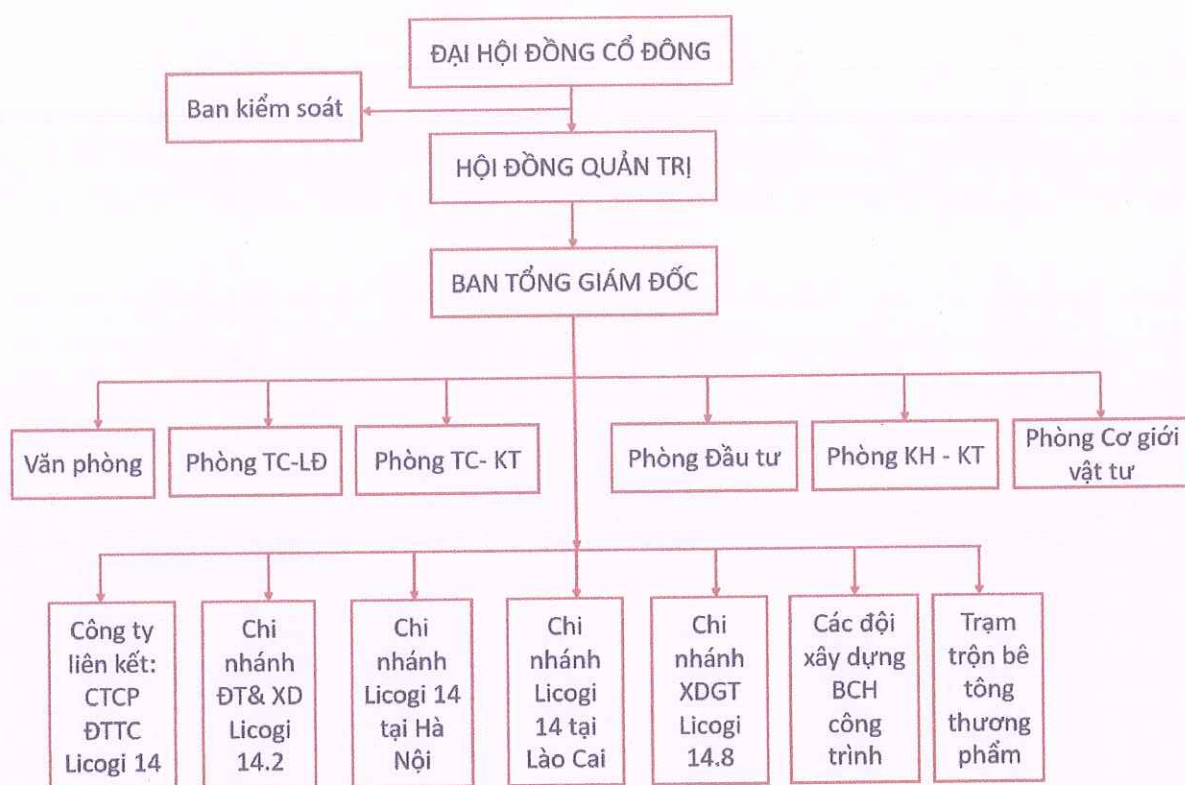 ĐẠI HỘI ĐỒNG CỔ ĐÔNG
Ban kiểm soát
HỘI ĐỒNG QUẢN TRỊ
BAN TỔNG GIÁM ĐỐC
Văn phòng
Phòng TC-LĐ
Phòng TC- KT
Phòng Đầu tư
Phòng KH - KT
Phòng Cơ giới
vật tư
Công ty
liên kết:
CTCP
ĐTTC
Licogi 14
Chi
nhánh
ĐT& XD
Licogi
14.2
Chi
nhánh
Licogi 14
tại Hà
Nội
Chi
nhánh
Licogi
14 tại
Lào Cai
Chi
nhánh
XDGT
Licogi
14.8
Các đội
xây dựng
BCH
công
trình
Trạm
trộn bê
tông
thương
phẩm